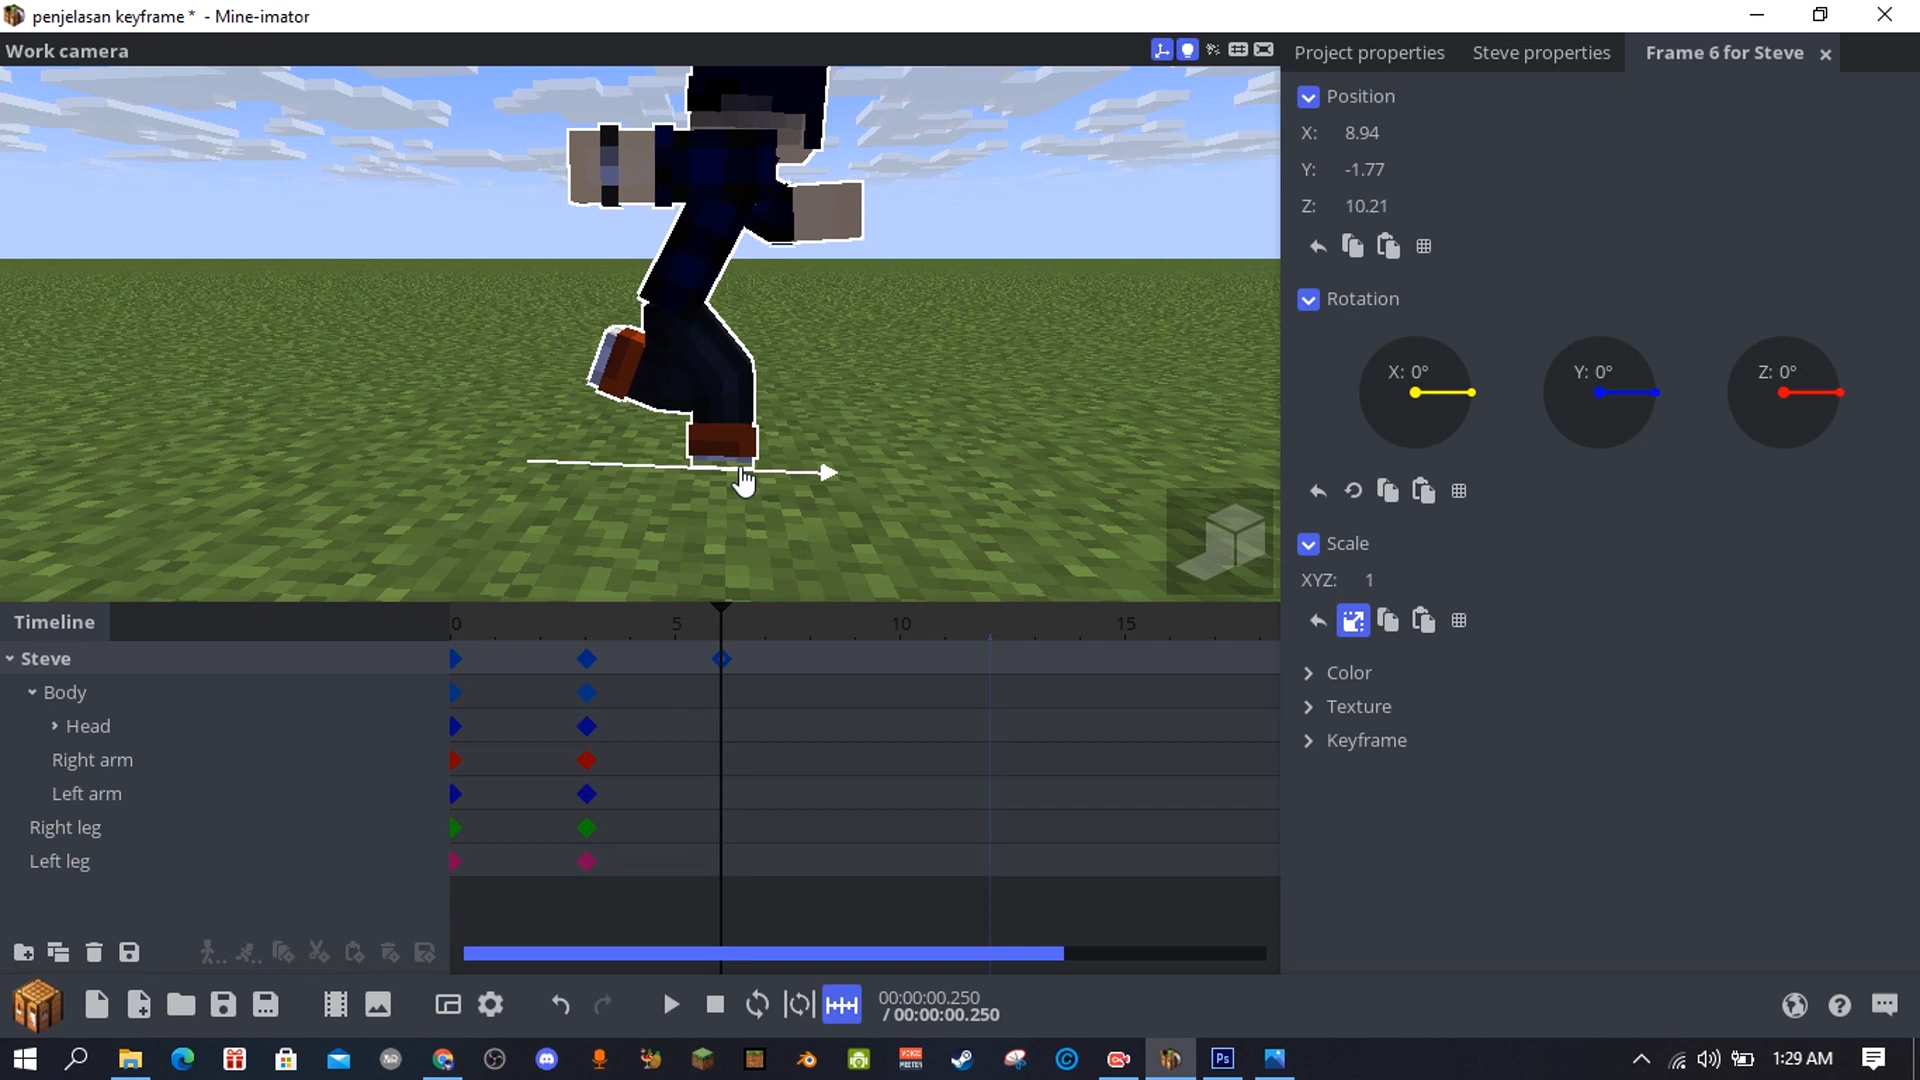 penjelasan keyframe * - Mine-imator
Work camera
Project properties
Steve properties
Frame 6 for Steve
Position
X: 8.94
Y: -1.77
Z: 10.21
Rotation
X: 0°
Y: 0°
Z: 0°
Scale
XYZ: 1
Color
Texture
Keyframe
Timeline
0
5
10
15
Steve
Body
Head
Right arm
Left arm
Right leg
Left leg
00:00:00.250
/ 00:00:00.250
VOICE
MEETER
Ps
1:29 AM